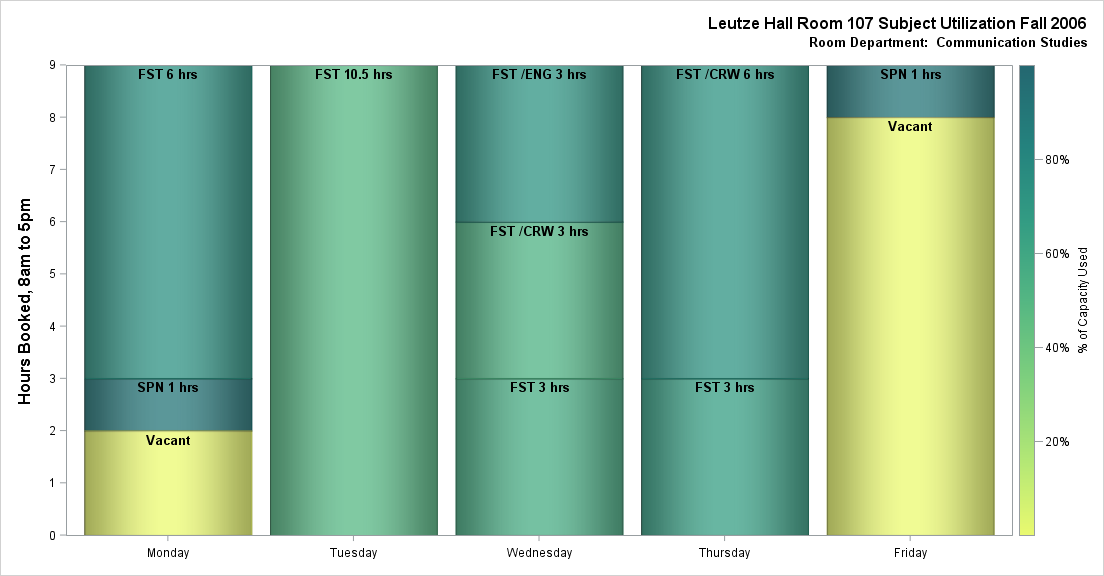 Leutze Hall Room 107 Subject Utilization Fall 2006
Room Department:  Communication Studies
Hours Booked, 8am to 5pm
9
8
7
6
5
4
3
2
1
0
FST 6 hrs
SPN 1 hrs
Vacant
FST 10.5 hrs
FST /ENG 3 hrs
FST /CRW 3 hrs
FST 3 hrs
FST /CRW 6 hrs
FST 3 hrs
SPN 1 hrs
Vacant
Monday
Tuesday
Wednesday
Thursday
Friday
80%
60%
40%
20%
% of Capacity Used